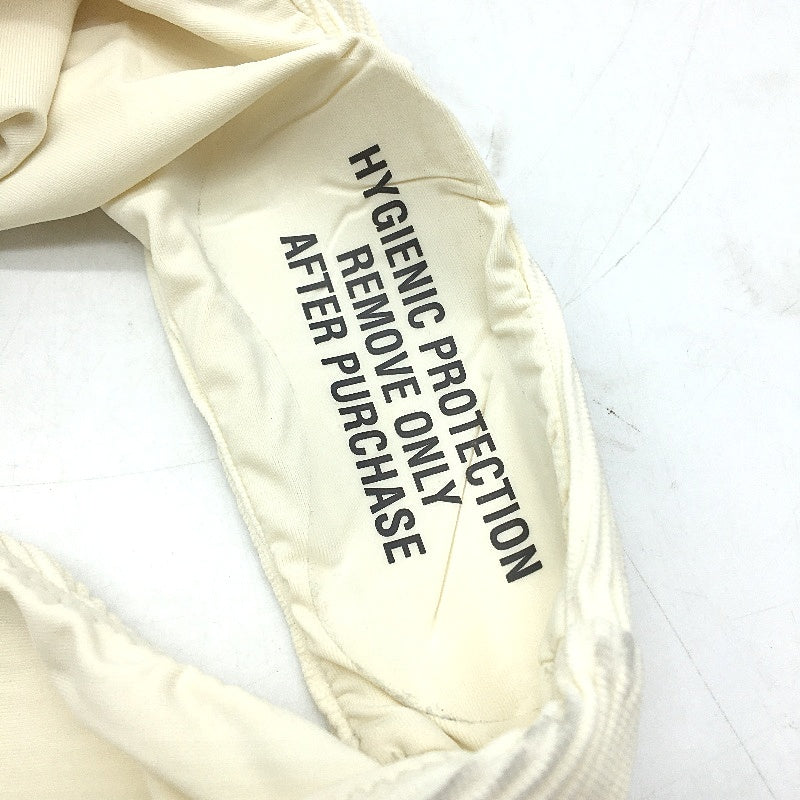 HYGIENIC PROTECTION
REMOVE ONLY
AFTER PURCHASE